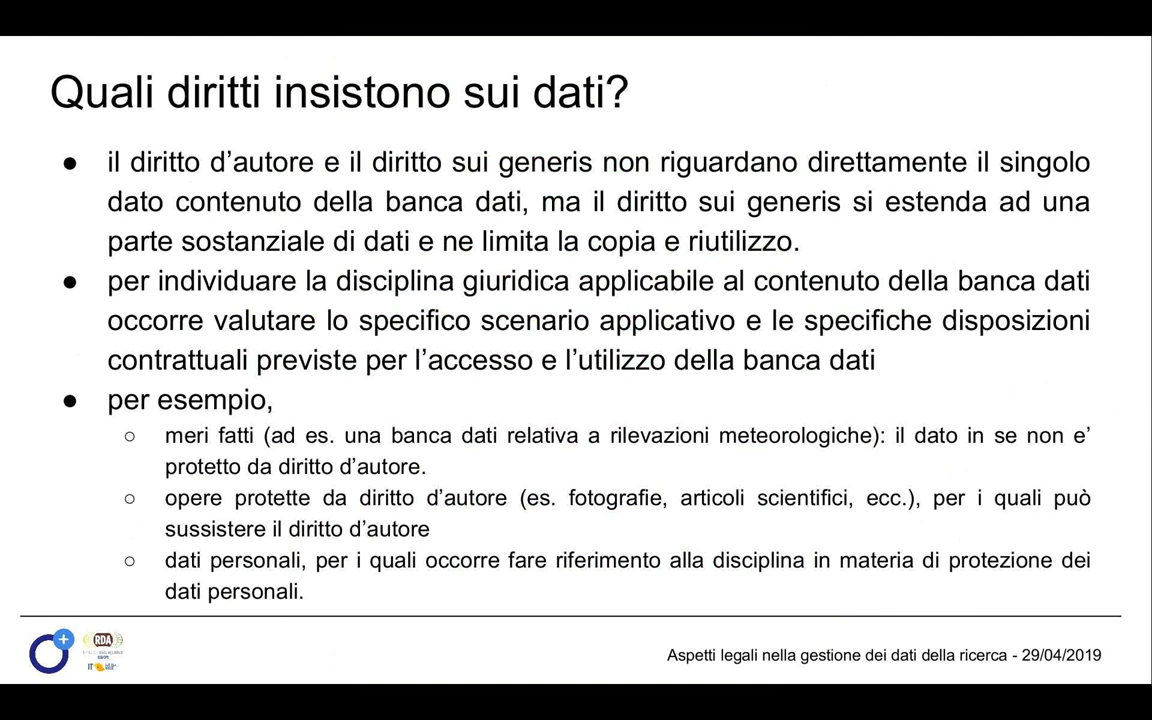 Quali diritti insistono sui dati?
● il diritto d’autore e il diritto sui generis non riguardano direttamente il singolo
dato contenuto della banca dati, ma il diritto sui generis si estenda ad una
parte sostanziale di dati e ne limita la copia e riutilizzo.
● per individuare la disciplina giuridica applicabile al contenuto della banca dati
occorre valutare lo specifico scenario applicativo e le specifiche disposizioni
contrattuali previste per l’accesso e l’utilizzo della banca dati
● per esempio,
○ meri fatti (ad es. una banca dati relativa a rilevazioni meteorologiche): il dato in se non e’
protetto da diritto d’autore.
○ opere protette da diritto d’autore (es. fotografie, articoli scientifici, ecc.), per i quali può
sussistere il diritto d’autore
○ dati personali, per i quali occorre fare riferimento alla disciplina in materia di protezione dei
dati personali.
RDA
IT
Aspetti legali nella gestione dei dati della ricerca - 29/04/2019